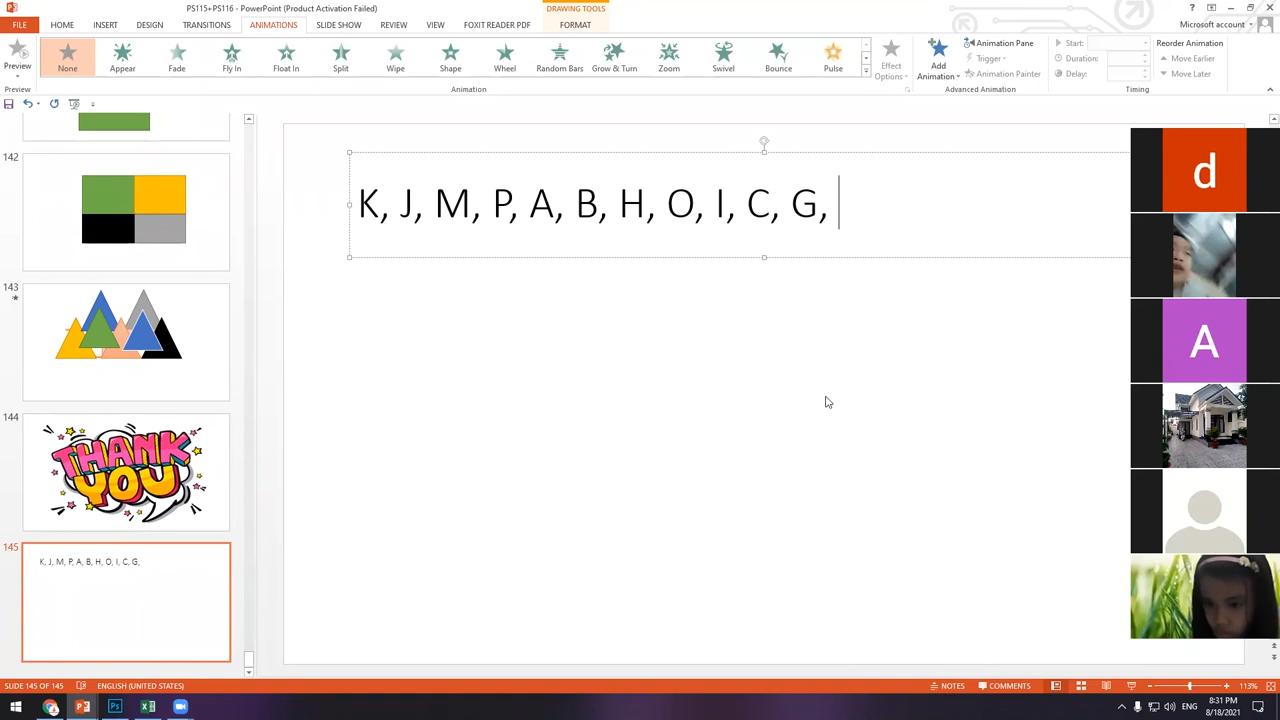 PS115+PS116 - PowerPoint (Product Activation Failed)
DRAWING TOOLS
FILE HOME INSERT DESIGN TRANSITIONS ANIMATIONS SLIDE SHOW REVIEW VIEW FOXIT READER PDF FORMAT
Microsoft account
Preview
None Appear Fade Fly In Float In Split Wipe Shape Wheel Random Bars Grow & Turn Zoom Swivel Bounce Pulse
Effect Options
Add Animation
Animation Pane
Trigger
Animation Painter
Start:
Duration:
Delay:
Reorder Animation
Move Earlier
Move Later
Preview Animation Advanced Animation Timing
142
143
144
THANK
YOU
145
K, J, M, P, A, B, H, O, I, C, G,
K, J, M, P, A, B, H, O, I, C, G,
d
A
SLIDE 145 OF 145 ENGLISH (UNITED STATES) NOTES COMMENTS 113%
ENG
8:31 PM
8/18/2021